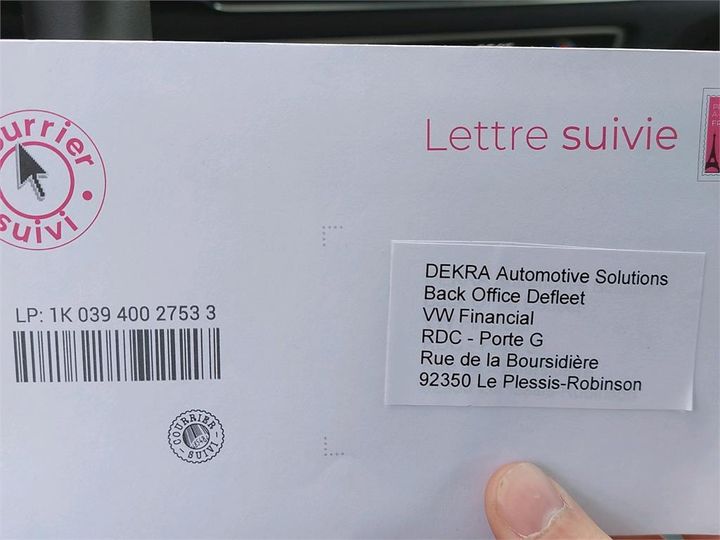 ourrier
suivi
Lettre suivie
DEKRA Automotive Solutions
Back Office Defleet
VW Financial
RDC - Porte G
Rue de la Boursidière
92350 Le Plessis-Robinson
LP: 1K 039 400 2753 3
COURRIER
SUIVI